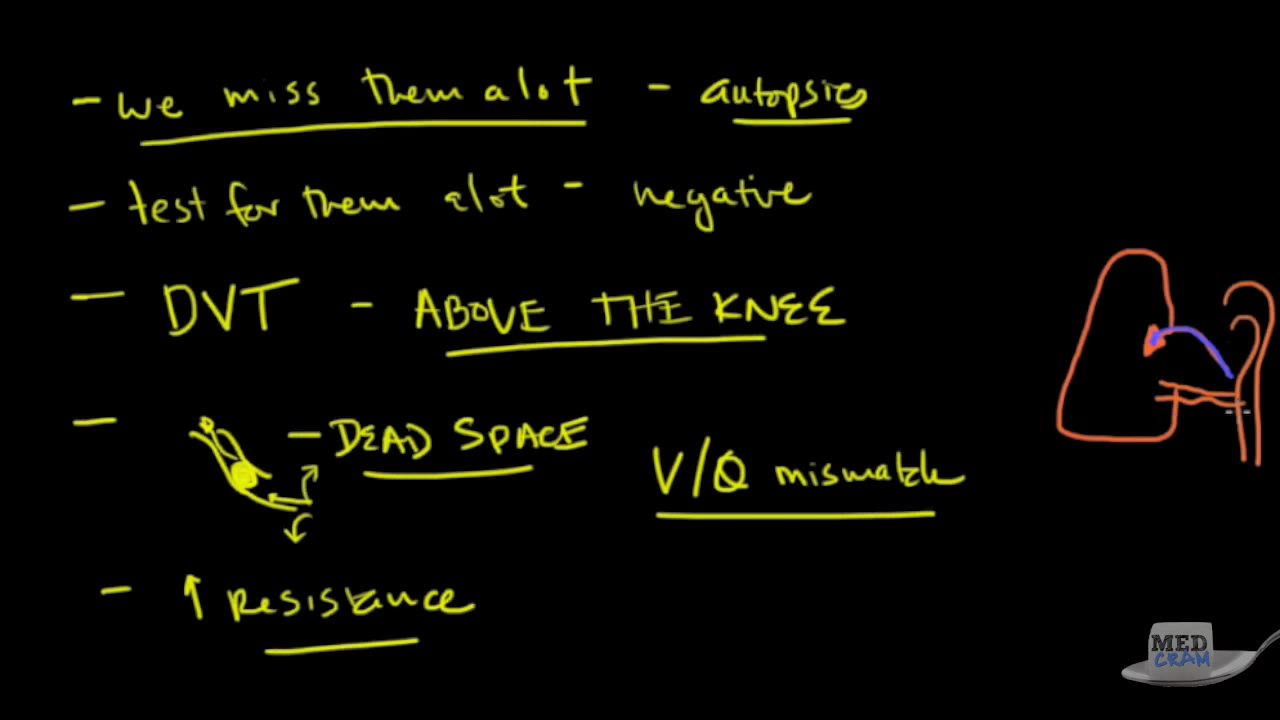 - we miss them alot - autopsies
- test for them alot - negative
- DVT - ABOVE THE KNEE
- - DEAD SPACE
V/Q mismatch
- ↑ Resistance
MED
CRAM